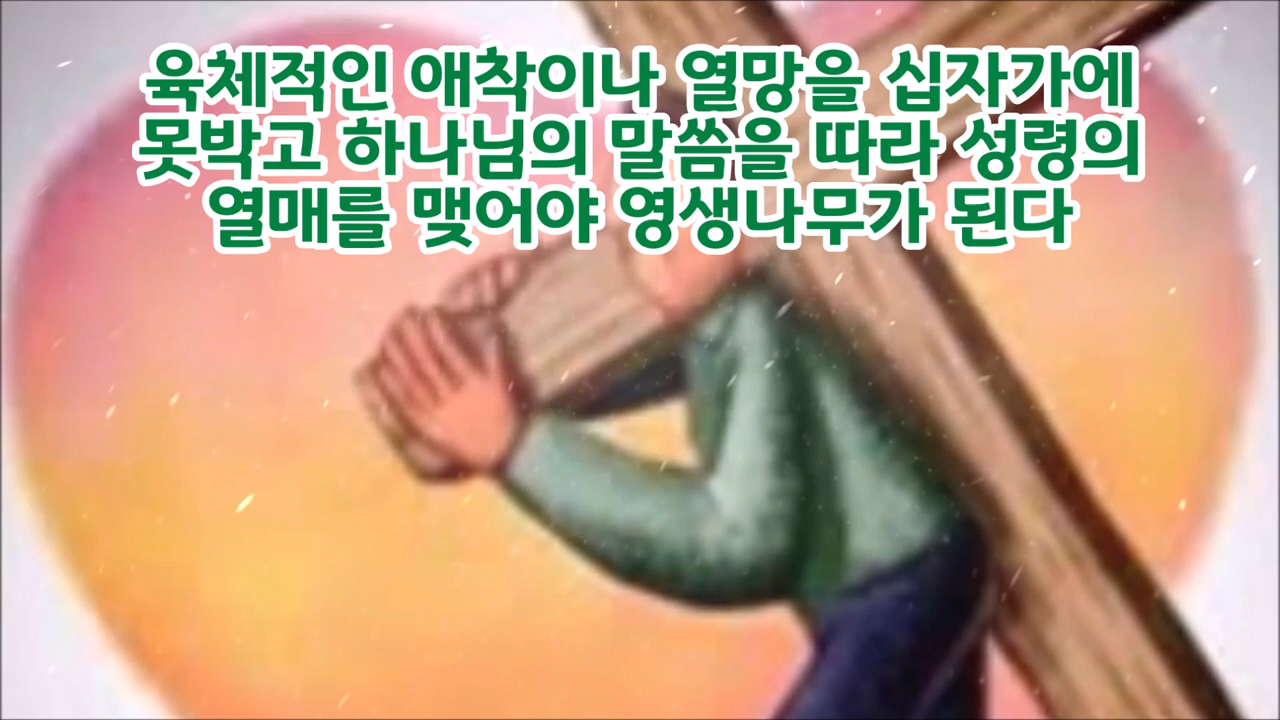 육체적인 애착이나 열망을 십자가에
못박고 하나님의 말씀을 따라 성령의
열매를 맺어야 영생나무가 된다